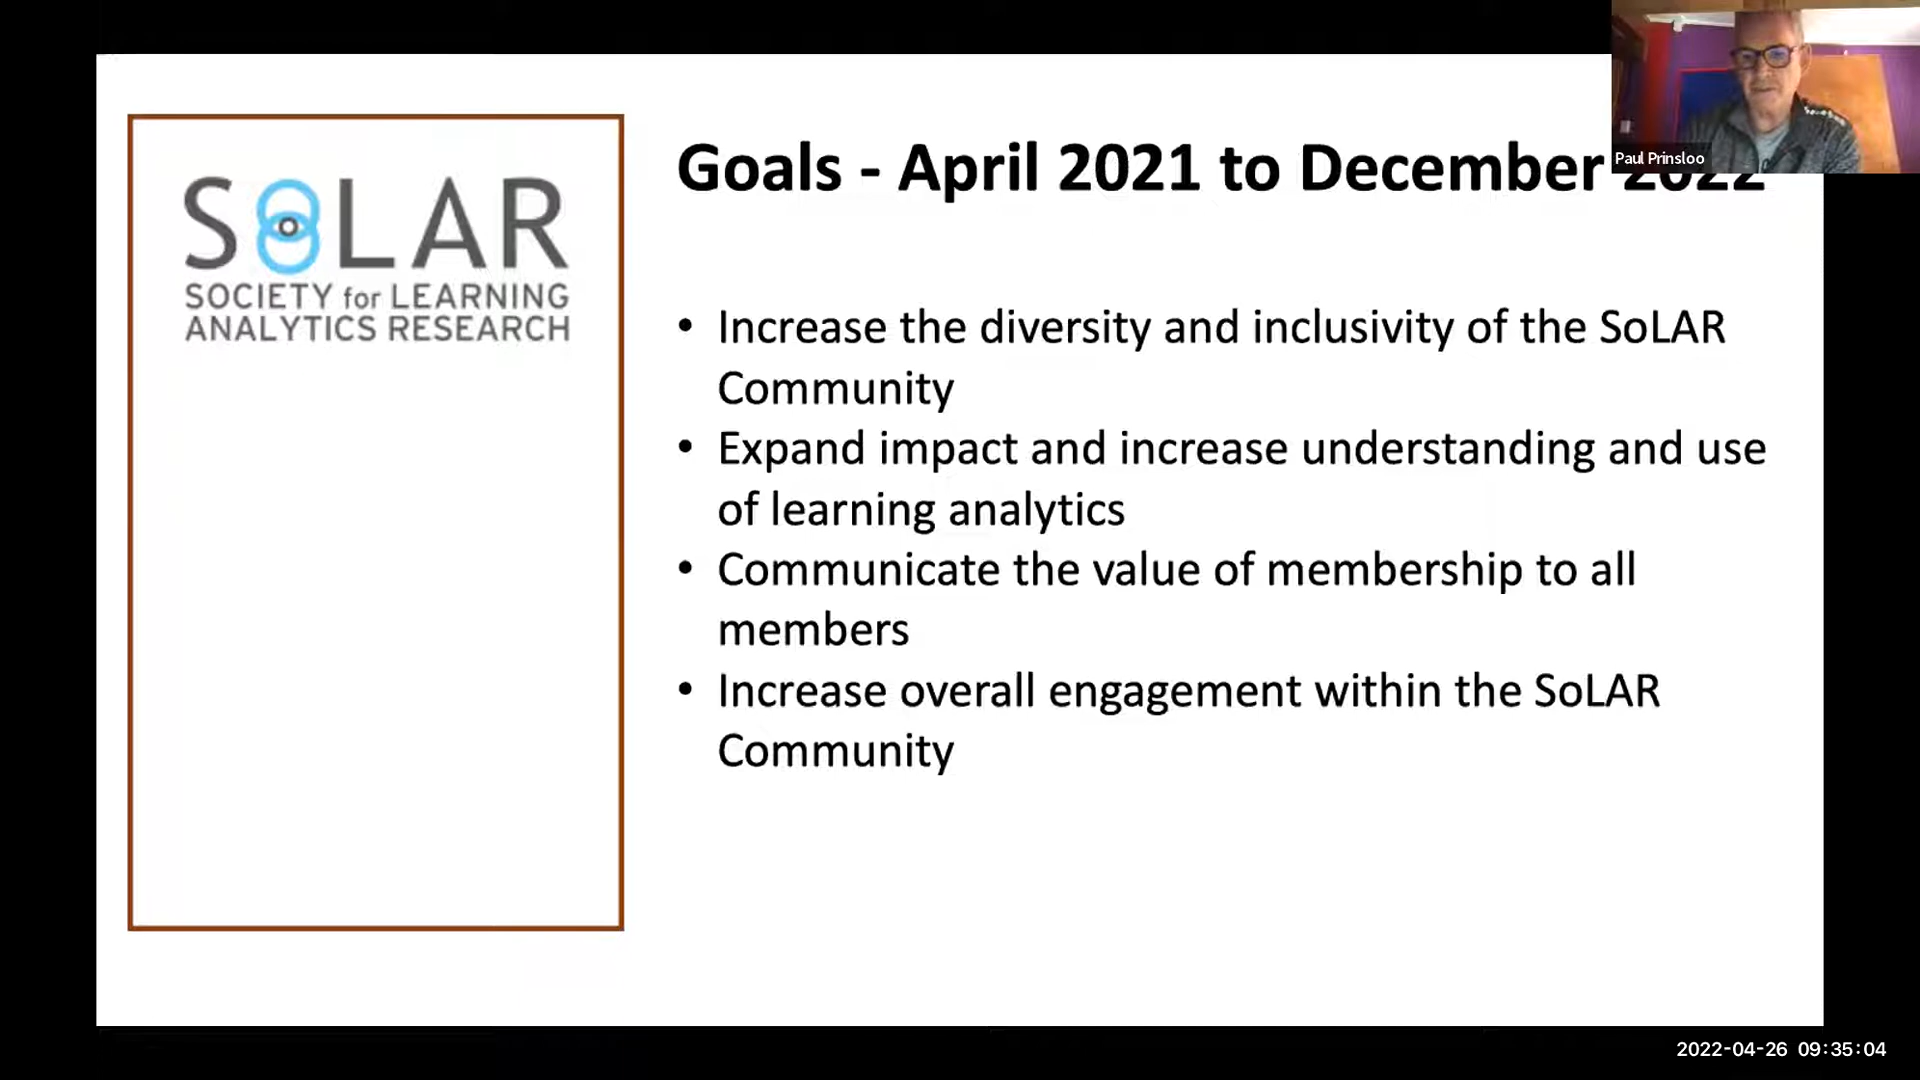 SOLAR
SOCIETY for LEARNING
ANALYTICS RESEARCH
Goals - April 2021 to December 2022
• Increase the diversity and inclusivity of the SoLAR
Community
• Expand impact and increase understanding and use
of learning analytics
• Communicate the value of membership to all
members
• Increase overall engagement within the SoLAR
Community
Paul Prinsloo
2022-04-26 09:35:04